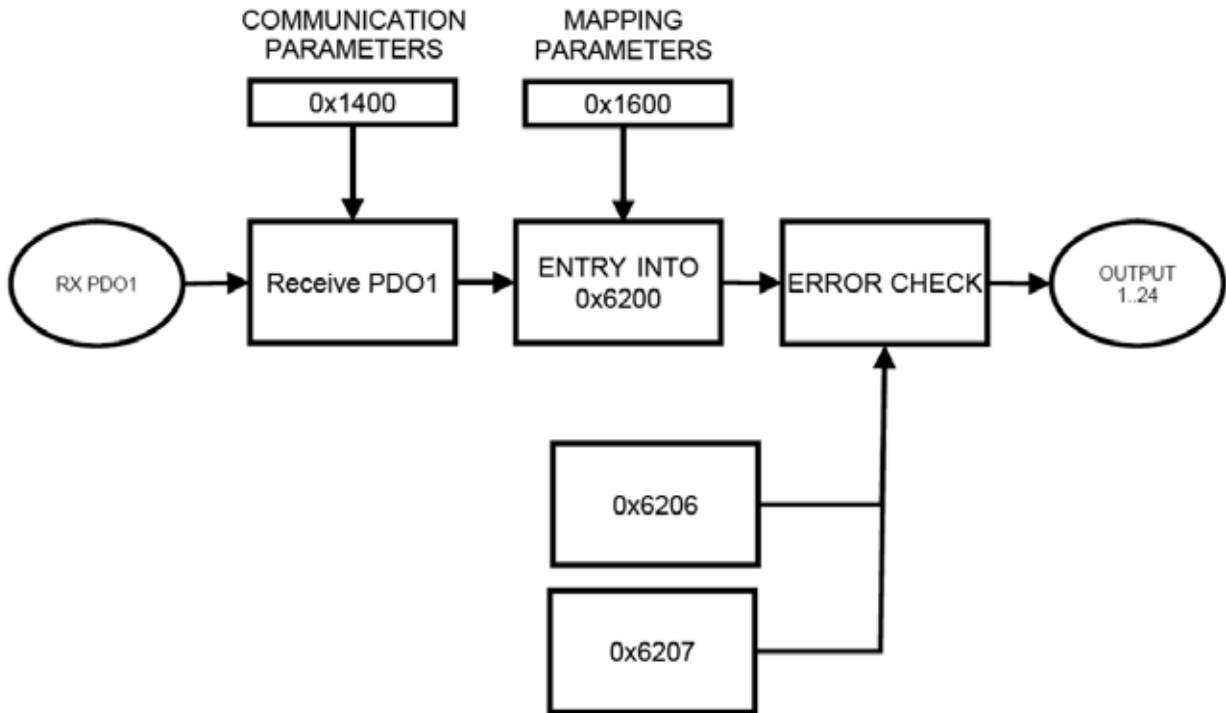 COMMUNICATION
PARAMETERS
MAPPING
PARAMETERS
0x1400
0x1600
RX PDO1
Receive PDO1
ENTRY INTO
0x6200
ERROR CHECK
OUTPUT
1..24
0x6206
0x6207